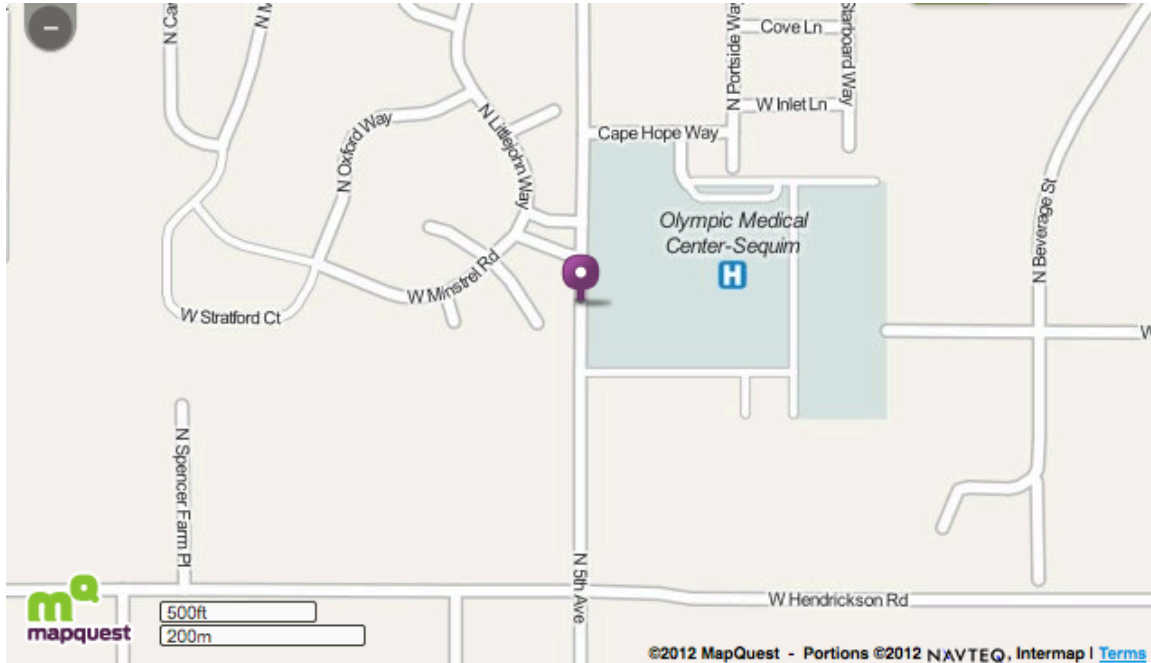 N Car
N M
Cove Ln
N Portside Way
Starboard Way
W Inlet Ln
N Littlejohn Way
N Oxford Way
Cape Hope Way
Olympic Medical
Center-Sequim
H
N Beverage St
W Minstrel Rd
W Stratford Ct
W
N Spencer Farm Pl
N 5th Ave
W Hendrickson Rd
mq
mapquest
500ft
200m
©2012 MapQuest - Portions ©2012 NAVTEQ, Intermap | Terms